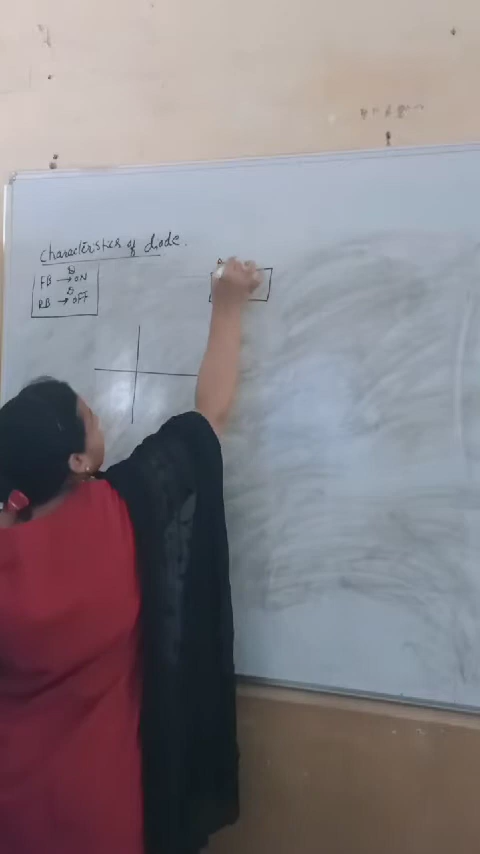 Characteristics of diode.
D
FB → ON
D
RB → OFF